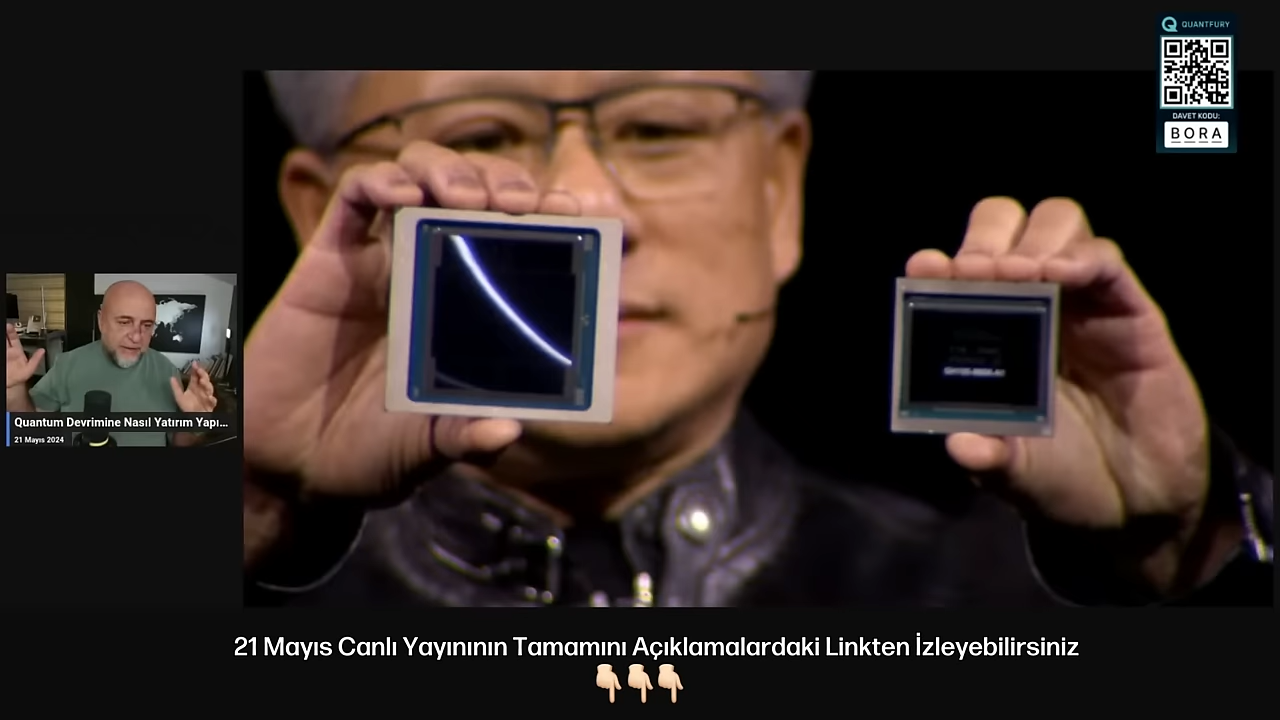 QUANTFURY
DAVET KODU:
BORA
Quantum Devrimine Nasıl Yatırım Yapı...
21 Mayıs 2024
21 Mayıs Canlı Yayınının Tamamını Açıklamalardaki Linkten İzleyebilirsiniz